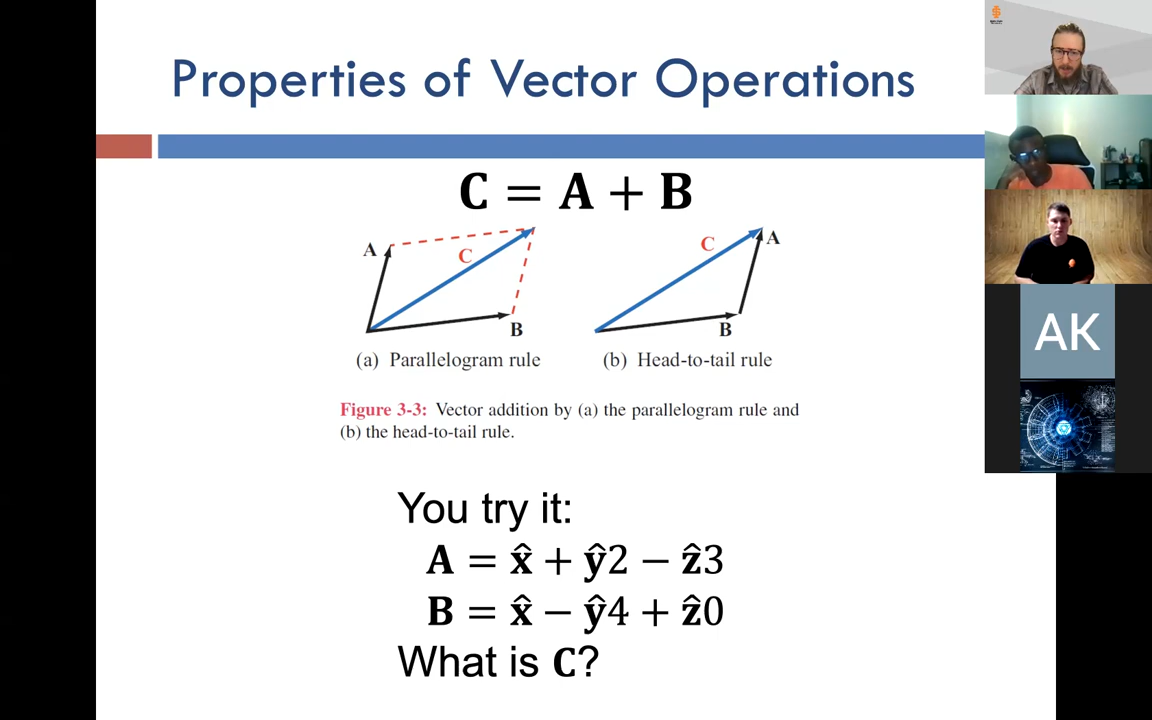 Properties of Vector Operations
C = A + B
A
C
B
C
A
B
(a) Parallelogram rule
(b) Head-to-tail rule
Figure 3-3: Vector addition by (a) the parallelogram rule and
(b) the head-to-tail rule.
You try it:
A = x̂ + ŷ2 − ẑ3
B = x̂ − ŷ4 + ẑ0
What is C?
AK